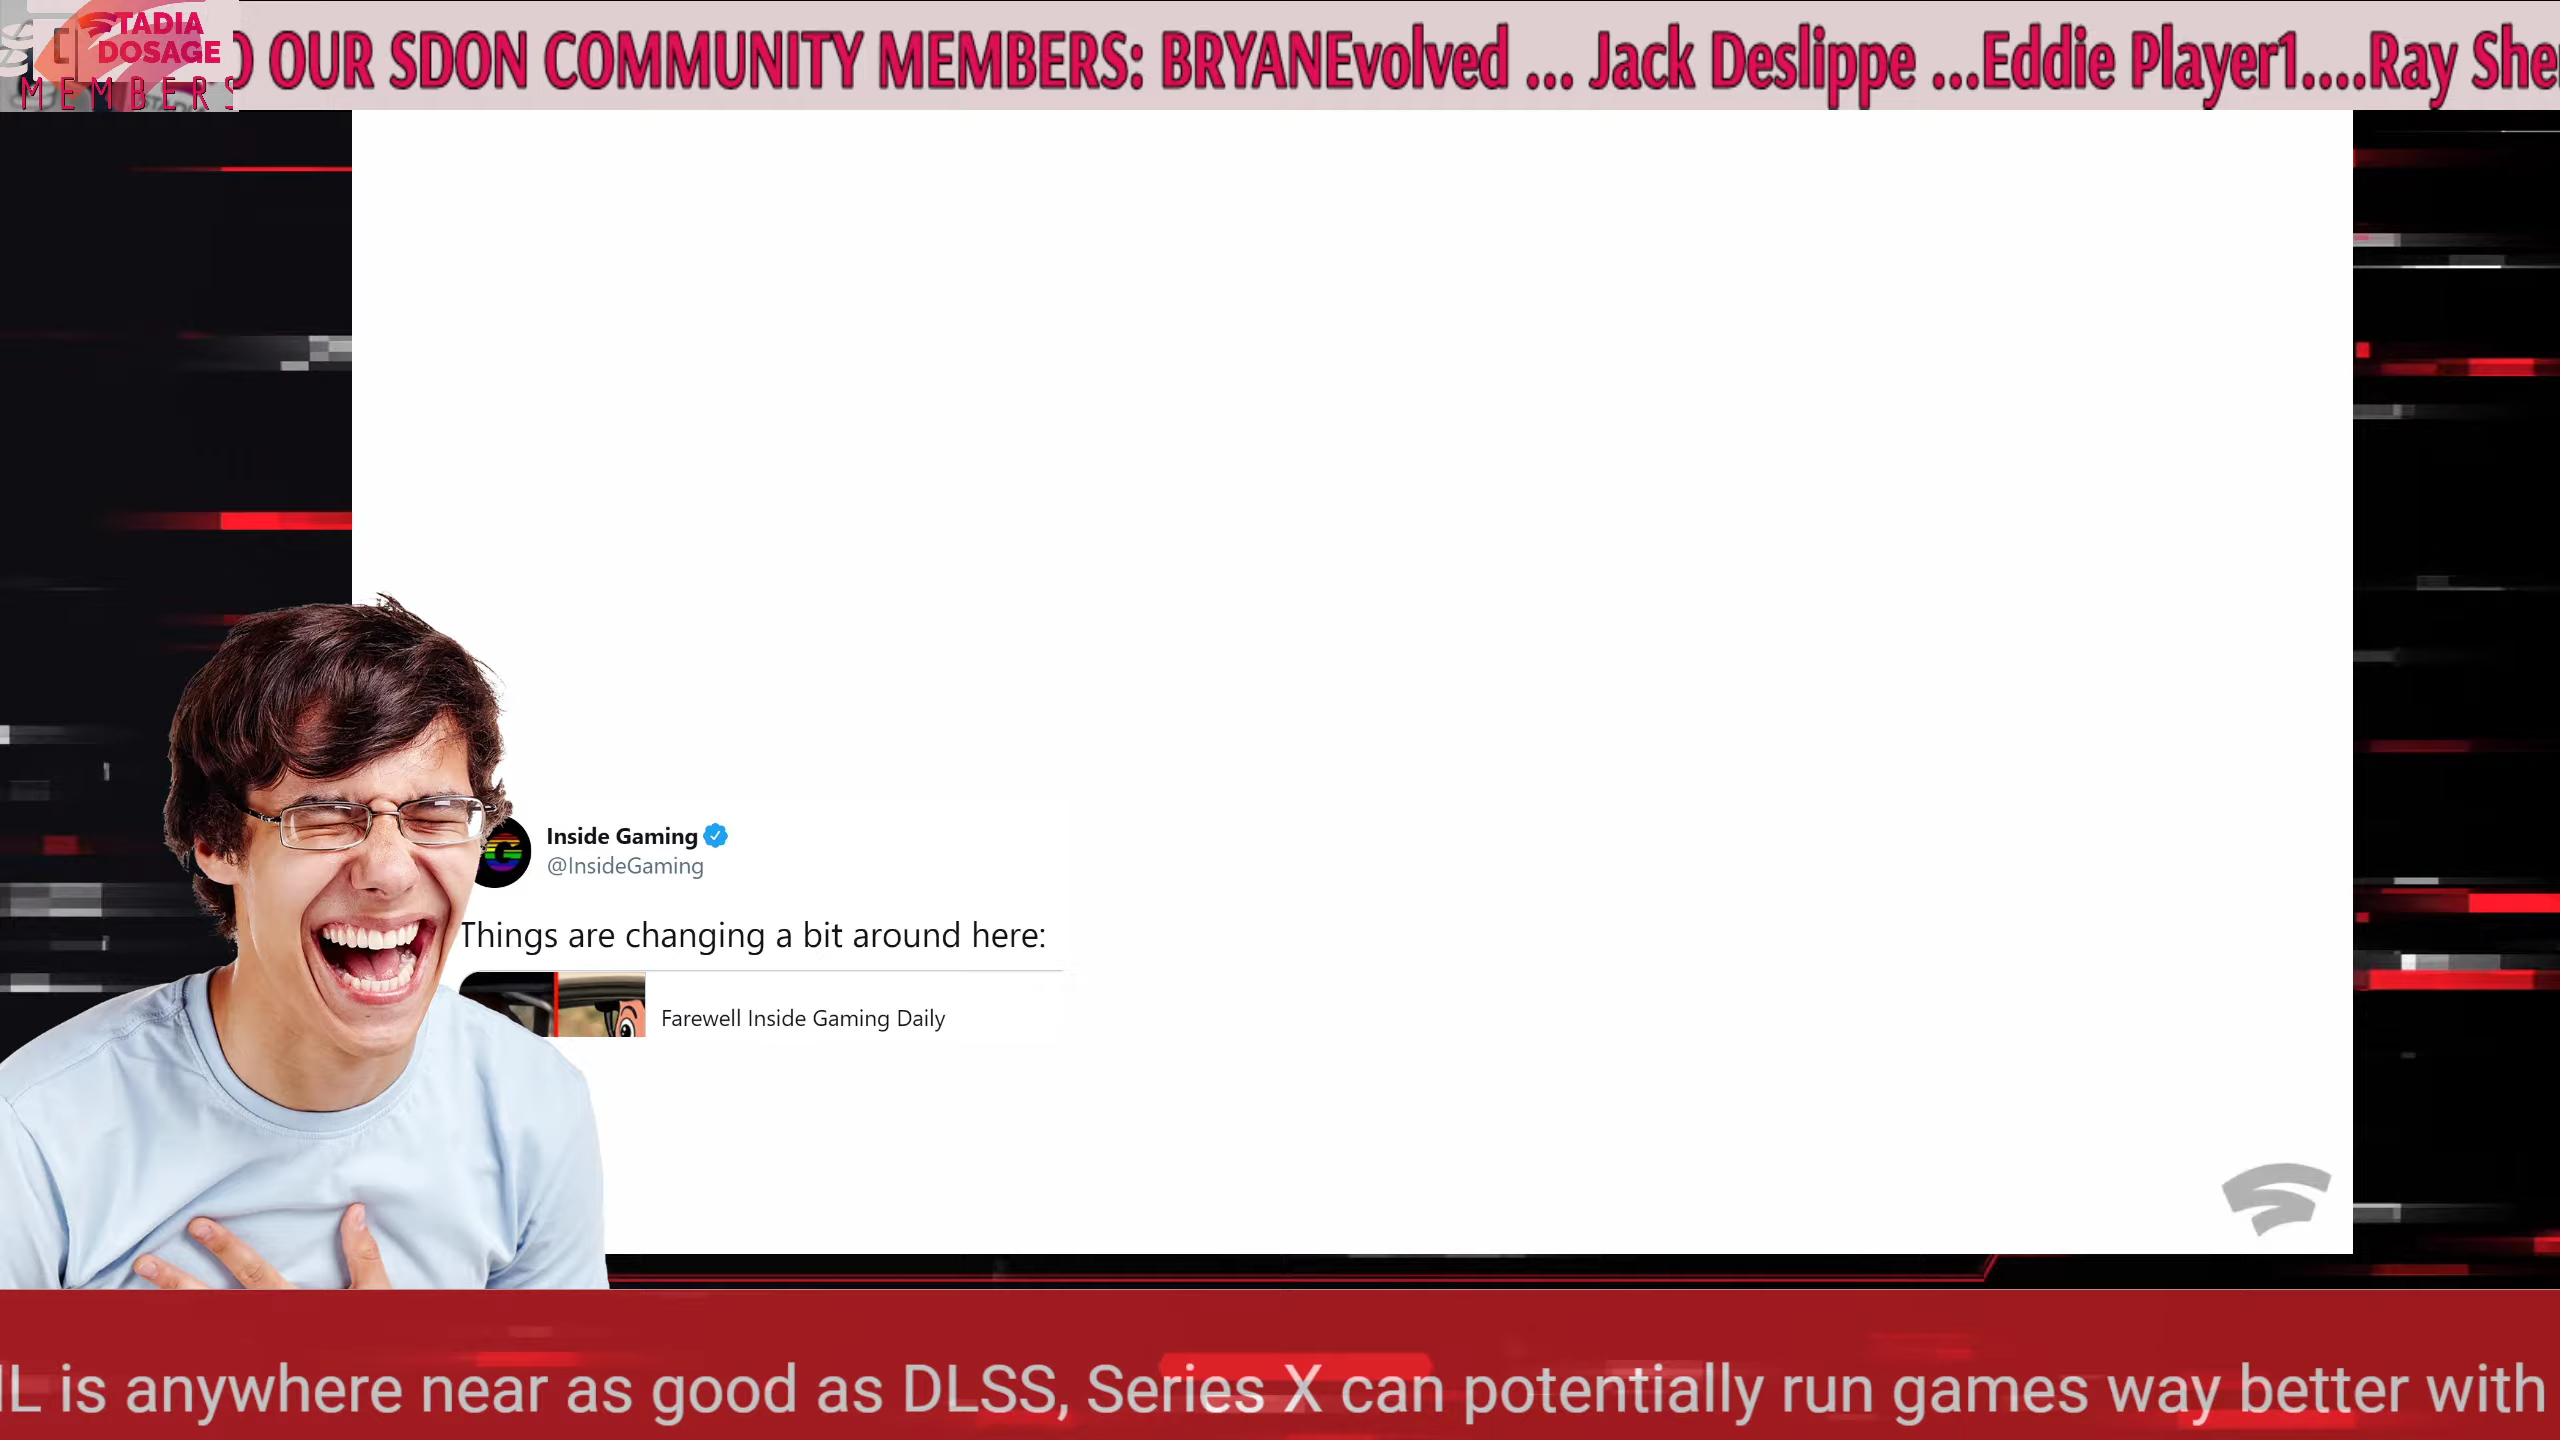 STADIA
DOSAGE
MEMBERS
O OUR SDON COMMUNITY MEMBERS: BRYANEvolved ... Jack Deslippe ...Eddie Player1....Ray She
Inside Gaming
@InsideGaming
Things are changing a bit around here:
Farewell Inside Gaming Daily
IL is anywhere near as good as DLSS, Series X can potentially run games way better with